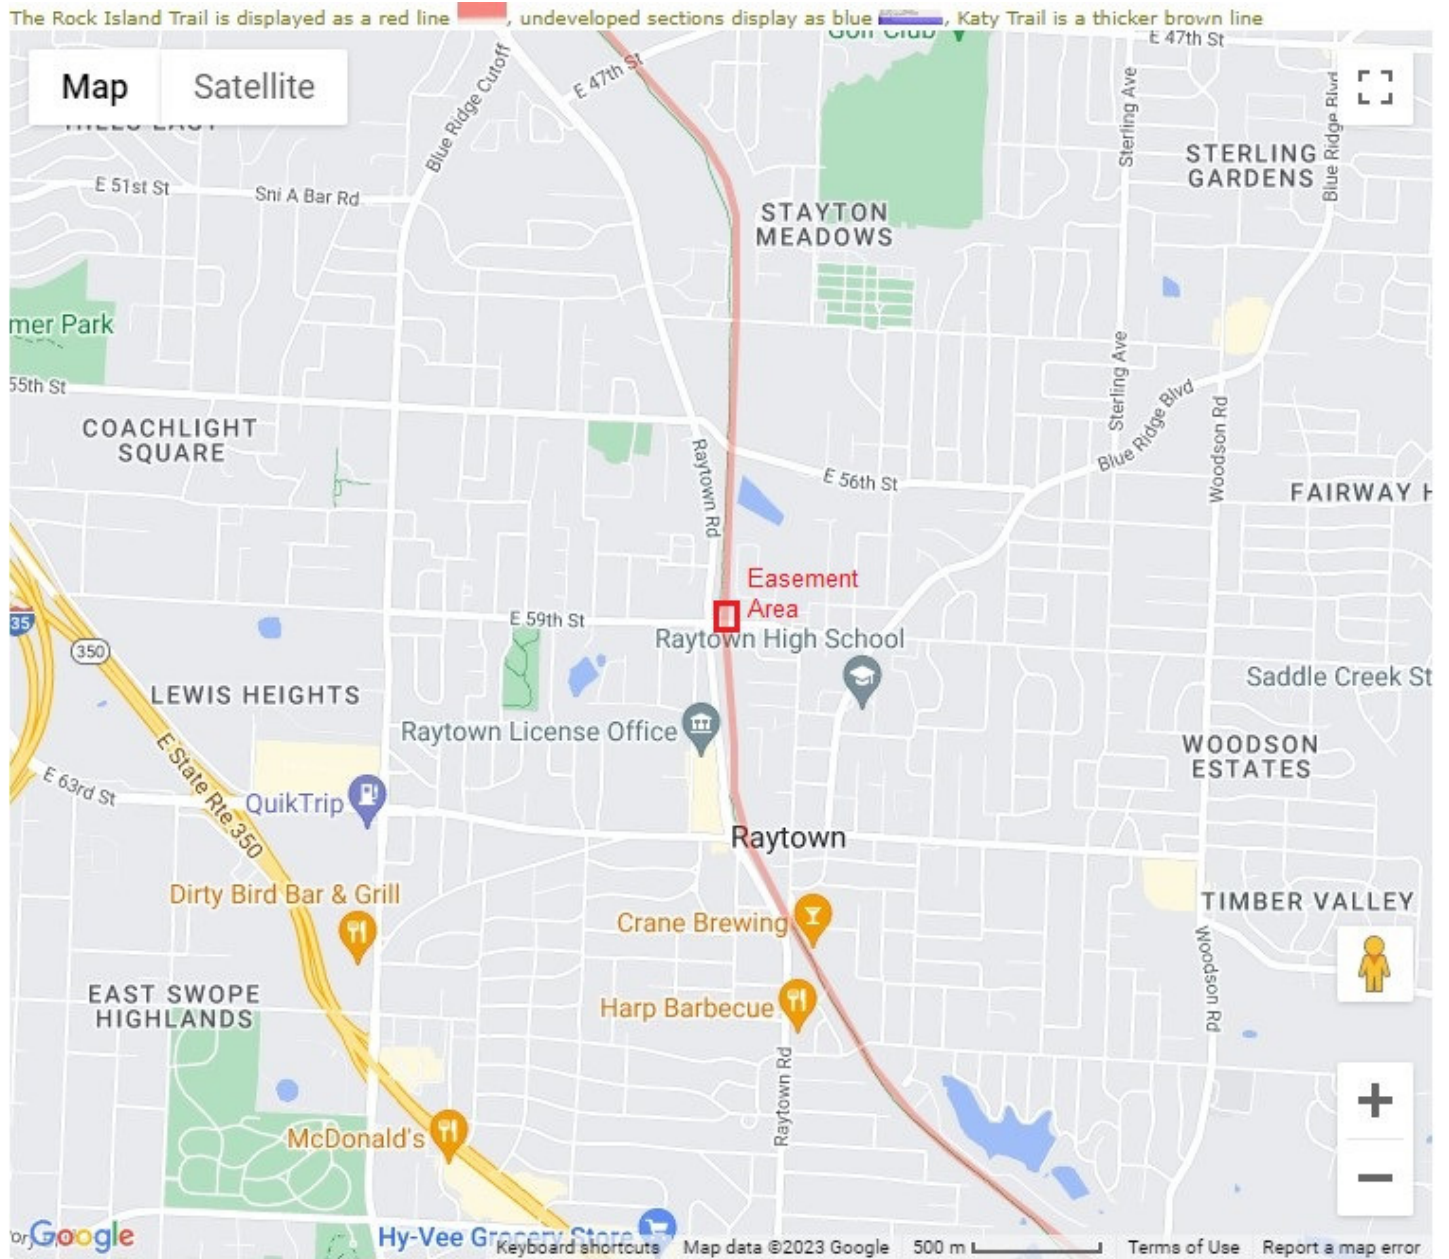 The Rock Island Trail is displayed as a red line , undeveloped sections display as blue , Katy Trail is a thicker brown line
Map
Satellite
Golf Club
E 47th St
E 47th St
Blue Ridge Cutoff
Sterling Ave
Blue Ridge Blvd
HILLS EAST
STERLING
GARDENS
E 51st St
Sni A Bar Rd
STAYTON
MEADOWS
mer Park
55th St
Sterling Ave
Blue Ridge Blvd
Woodson Rd
COACHLIGHT
SQUARE
Raytown Rd
E 56th St
FAIRWAY H
Easement
Area
E 59th St
Raytown High School
35
350
Saddle Creek St
LEWIS HEIGHTS
Raytown License Office
WOODSON
ESTATES
E State Rte 350
E 63rd St
QuikTrip
Raytown
Dirty Bird Bar & Grill
Crane Brewing
TIMBER VALLEY
Woodson Rd
EAST SWOPE
HIGHLANDS
Harp Barbecue
Raytown Rd
McDonald's
Hy-Vee Grocery Store
Google
Keyboard shortcuts
Map data ©2023 Google
500 m
Terms of Use
Report a map error